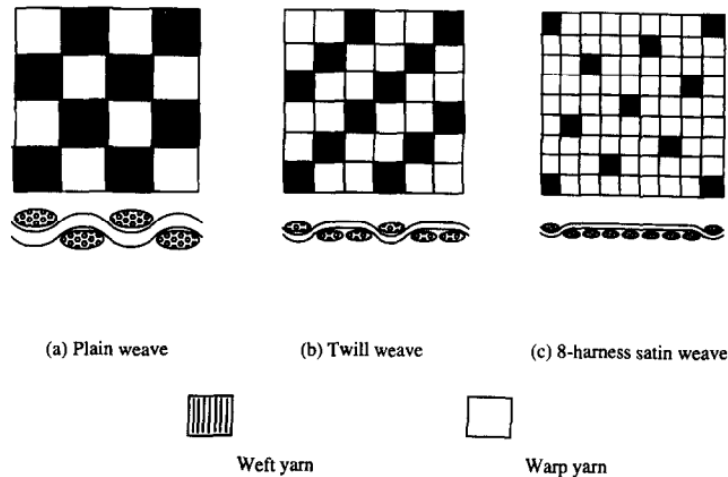 (a) Plain weave
(b) Twill weave
(c) 8-harness satin weave
Weft yarn
Warp yarn